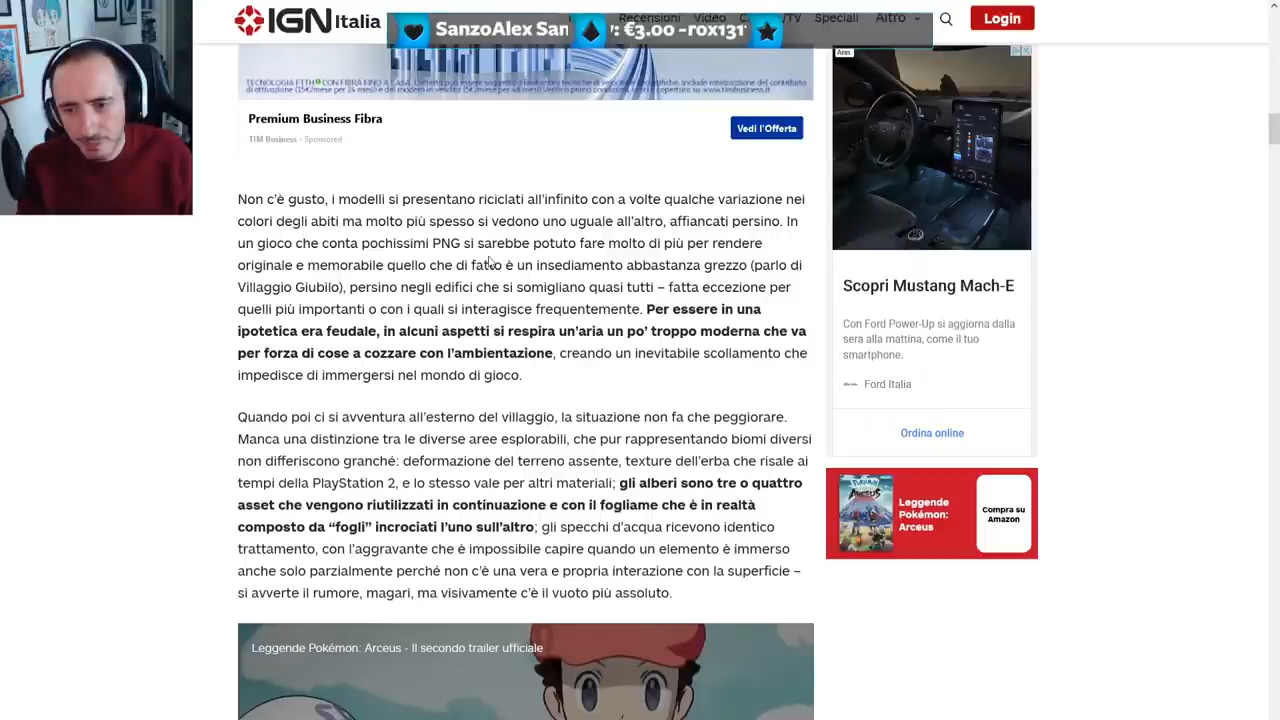 IGN Italia
Recensioni Video C. /TV Speciali Altro
Login
SanzoAlex San /: €3.00 -rox131
TECNOLOGIA FTTH CON FIBRA FINO A CASA.
Premium Business Fibra
TIM Business - Sponsored
Vedi l'Offerta
Non c'è gusto, i modelli si presentano riciclati all'infinito con a volte qualche variazione nei
colori degli abiti ma molto più spesso si vedono uno uguale all'altro, affiancati persino. In
un gioco che conta pochissimi PNG si sarebbe potuto fare molto di più per rendere
originale e memorabile quello che di fatto è un insediamento abbastanza grezzo (parlo di
Villaggio Giubilo), persino negli edifici che si somigliano quasi tutti – fatta eccezione per
quelli più importanti o con i quali si interagisce frequentemente. Per essere in una
ipotetica era feudale, in alcuni aspetti si respira un'aria un po' troppo moderna che va
per forza di cose a cozzare con l'ambientazione, creando un inevitabile scollamento che
impedisce di immergersi nel mondo di gioco.
Quando poi ci si avventura all'esterno del villaggio, la situazione non fa che peggiorare.
Manca una distinzione tra le diverse aree esplorabili, che pur rappresentando biomi diversi
non differiscono granché: deformazione del terreno assente, texture dell'erba che risale ai
tempi della PlayStation 2, e lo stesso vale per altri materiali; gli alberi sono tre o quattro
asset che vengono riutilizzati in continuazione e con il fogliame che è in realtà
composto da “fogli” incrociati l'uno sull'altro; gli specchi d'acqua ricevono identico
trattamento, con l'aggravante che è impossibile capire quando un elemento è immerso
anche solo parzialmente perché non c'è una vera e propria interazione con la superficie –
si avverte il rumore, magari, ma visivamente c'è il vuoto più assoluto.
Leggende Pokémon: Arceus - Il secondo trailer ufficiale
Ann.
Scopri Mustang Mach-E
Con Ford Power-Up si aggiorna dalla
sera alla mattina, come il tuo
smartphone.
Ford Italia
Ordina online
ARCEUS
Leggende
Pokémon:
Arceus
Compra su
Amazon